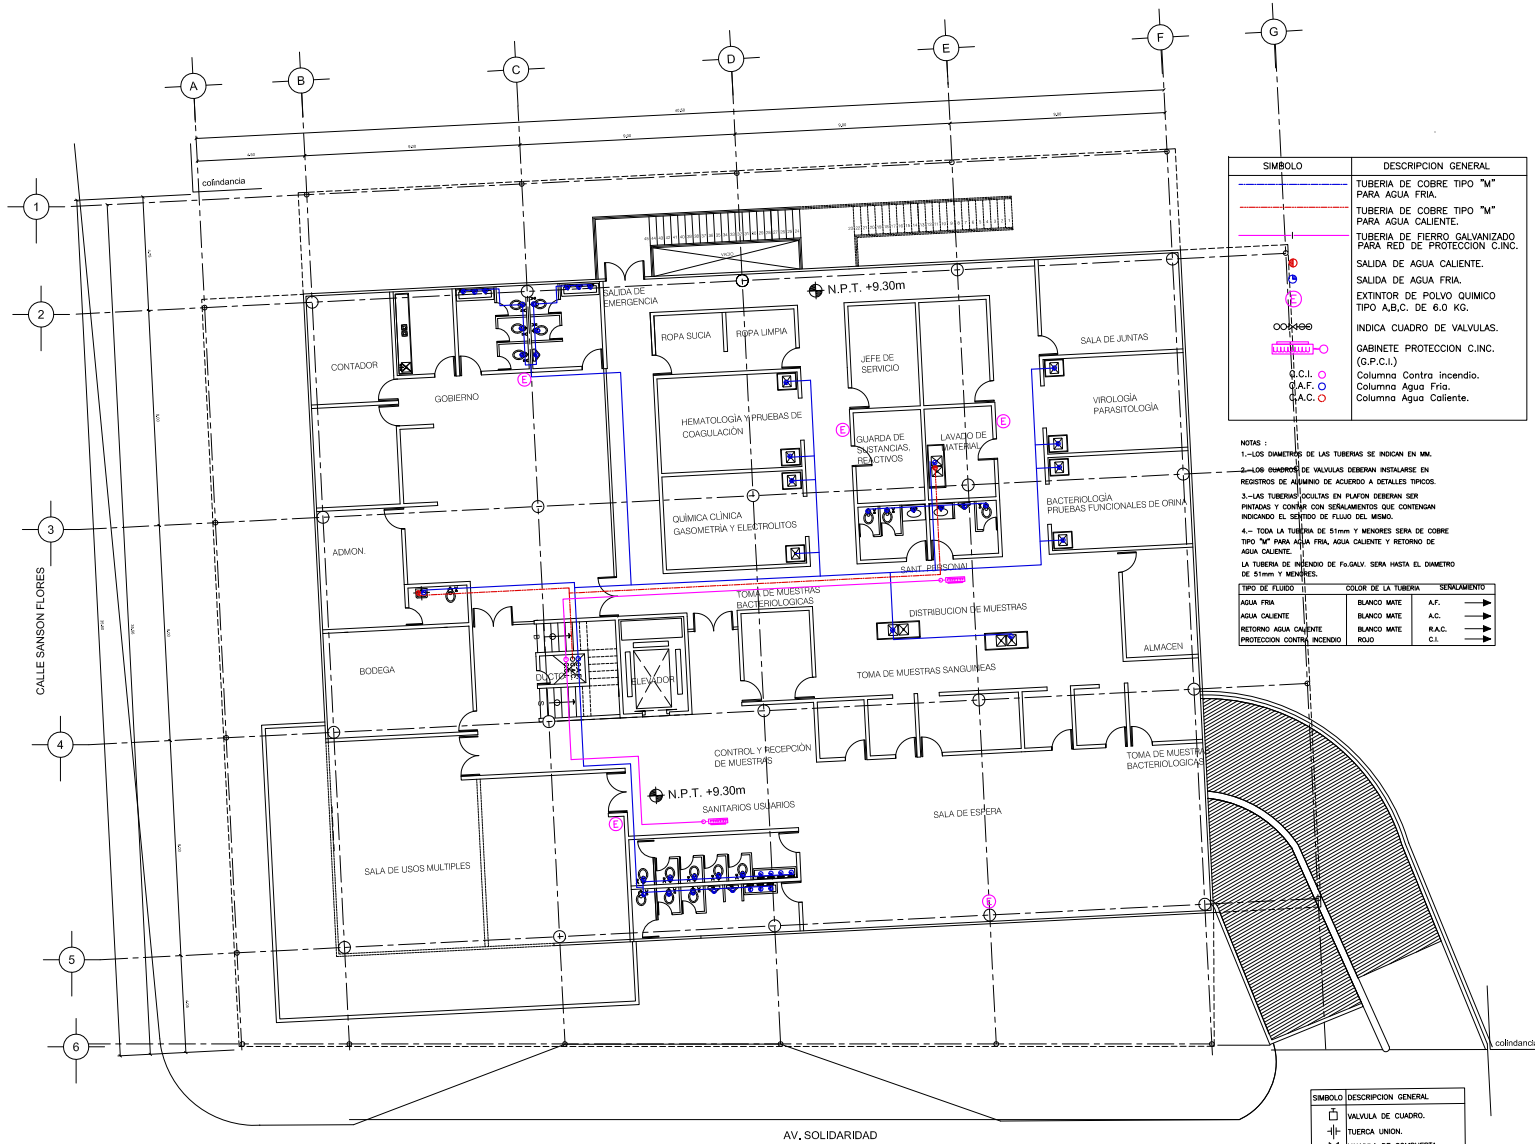 A
B
C
D
E
F
G
1
2
3
4
5
6
colindancia
CALLE SANSON FLORES
AV. SOLIDARIDAD
colindancia
SALIDA DE
EMERGENCIA
N.P.T. +9.30m
CONTADOR
GOBIERNO
ROPA SUCIA
ROPA LIMPIA
JEFE DE
SERVICIO
SALA DE JUNTAS
HEMATOLOGÍA Y PRUEBAS DE
COAGULACIÓN
GUARDA DE
SUSTANCIAS,
REACTIVOS
LAVADO DE
MATERIAL
VIROLOGÍA
PARASITOLOGÍA
QUÍMICA CLÍNICA
GASOMETRÍA Y ELECTROLITOS
BACTERIOLOGÍA
PRUEBAS FUNCIONALES DE ORINA
ADMON.
SANT. PERSONAL
TOMA DE MUESTRAS
BACTERIOLOGICAS
DISTRIBUCION DE MUESTRAS
ALMACEN
BODEGA
DUCTO
ELEVADOR
TOMA DE MUESTRAS SANGUINEAS
CONTROL Y RECEPCIÓN
DE MUESTRAS
TOMA DE MUESTRAS
BACTERIOLOGICAS
N.P.T. +9.30m
SANITARIOS USUARIOS
SALA DE ESPERA
SALA DE USOS MULTIPLES
E
E
E
E
E
SIMBOLO DESCRIPCION GENERAL
TUBERIA DE COBRE TIPO "M"
PARA AGUA FRIA.
TUBERIA DE COBRE TIPO "M"
PARA AGUA CALIENTE.
TUBERIA DE FIERRO GALVANIZADO
PARA RED DE PROTECCION C.INC.
SALIDA DE AGUA CALIENTE.
SALIDA DE AGUA FRIA.
E EXTINTOR DE POLVO QUIMICO
TIPO A,B,C. DE 6.0 KG.
INDICA CUADRO DE VALVULAS.
GABINETE PROTECCION C.INC.
(G.P.C.I.)
C.C.I. Columna Contra incendio.
C.A.F. Columna Agua Fria.
C.A.C. Columna Agua Caliente.
NOTAS :
1.-LOS DIAMETROS DE LAS TUBERIAS SE INDICAN EN MM.
2.-LOS CUADROS DE VALVULAS DEBERAN INSTALARSE EN
REGISTROS DE ALUMINIO DE ACUERDO A DETALLES TIPICOS.
3.-LAS TUBERIAS OCULTAS EN PLAFON DEBERAN SER
PINTADAS Y CONTAR CON SEÑALAMIENTOS QUE CONTENGAN
INDICANDO EL SENTIDO DE FLUJO DEL MISMO.
4.- TODA LA TUBERIA DE 51mm Y MENORES SERA DE COBRE
TIPO "M" PARA AGUA FRIA, AGUA CALIENTE Y RETORNO DE
AGUA CALIENTE.
LA TUBERIA DE INCENDIO DE Fo.GALV. SERA HASTA EL DIAMETRO
DE 51mm Y MENORES.
TIPO DE FLUIDO COLOR DE LA TUBERIA SEÑALAMIENTO
AGUA FRIA BLANCO MATE A.F.
AGUA CALIENTE BLANCO MATE A.C.
RETORNO AGUA CALIENTE BLANCO MATE R.A.C.
PROTECCION CONTRA INCENDIO ROJO C.I.
SIMBOLO DESCRIPCION GENERAL
VALVULA DE CUADRO.
TUERCA UNION.